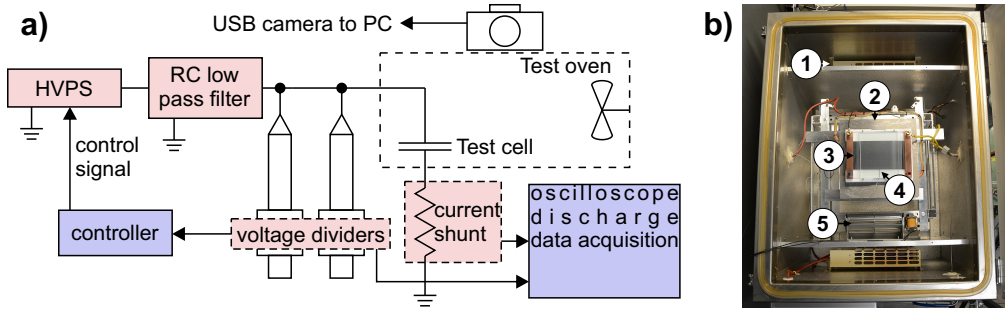 a)
USB camera to PC
Test oven
HVPS
RC low
pass filter
control
signal
Test cell
controller
voltage dividers
current
shunt
oscilloscope
discharge
data acquisition
b)
1
2
3
4
5